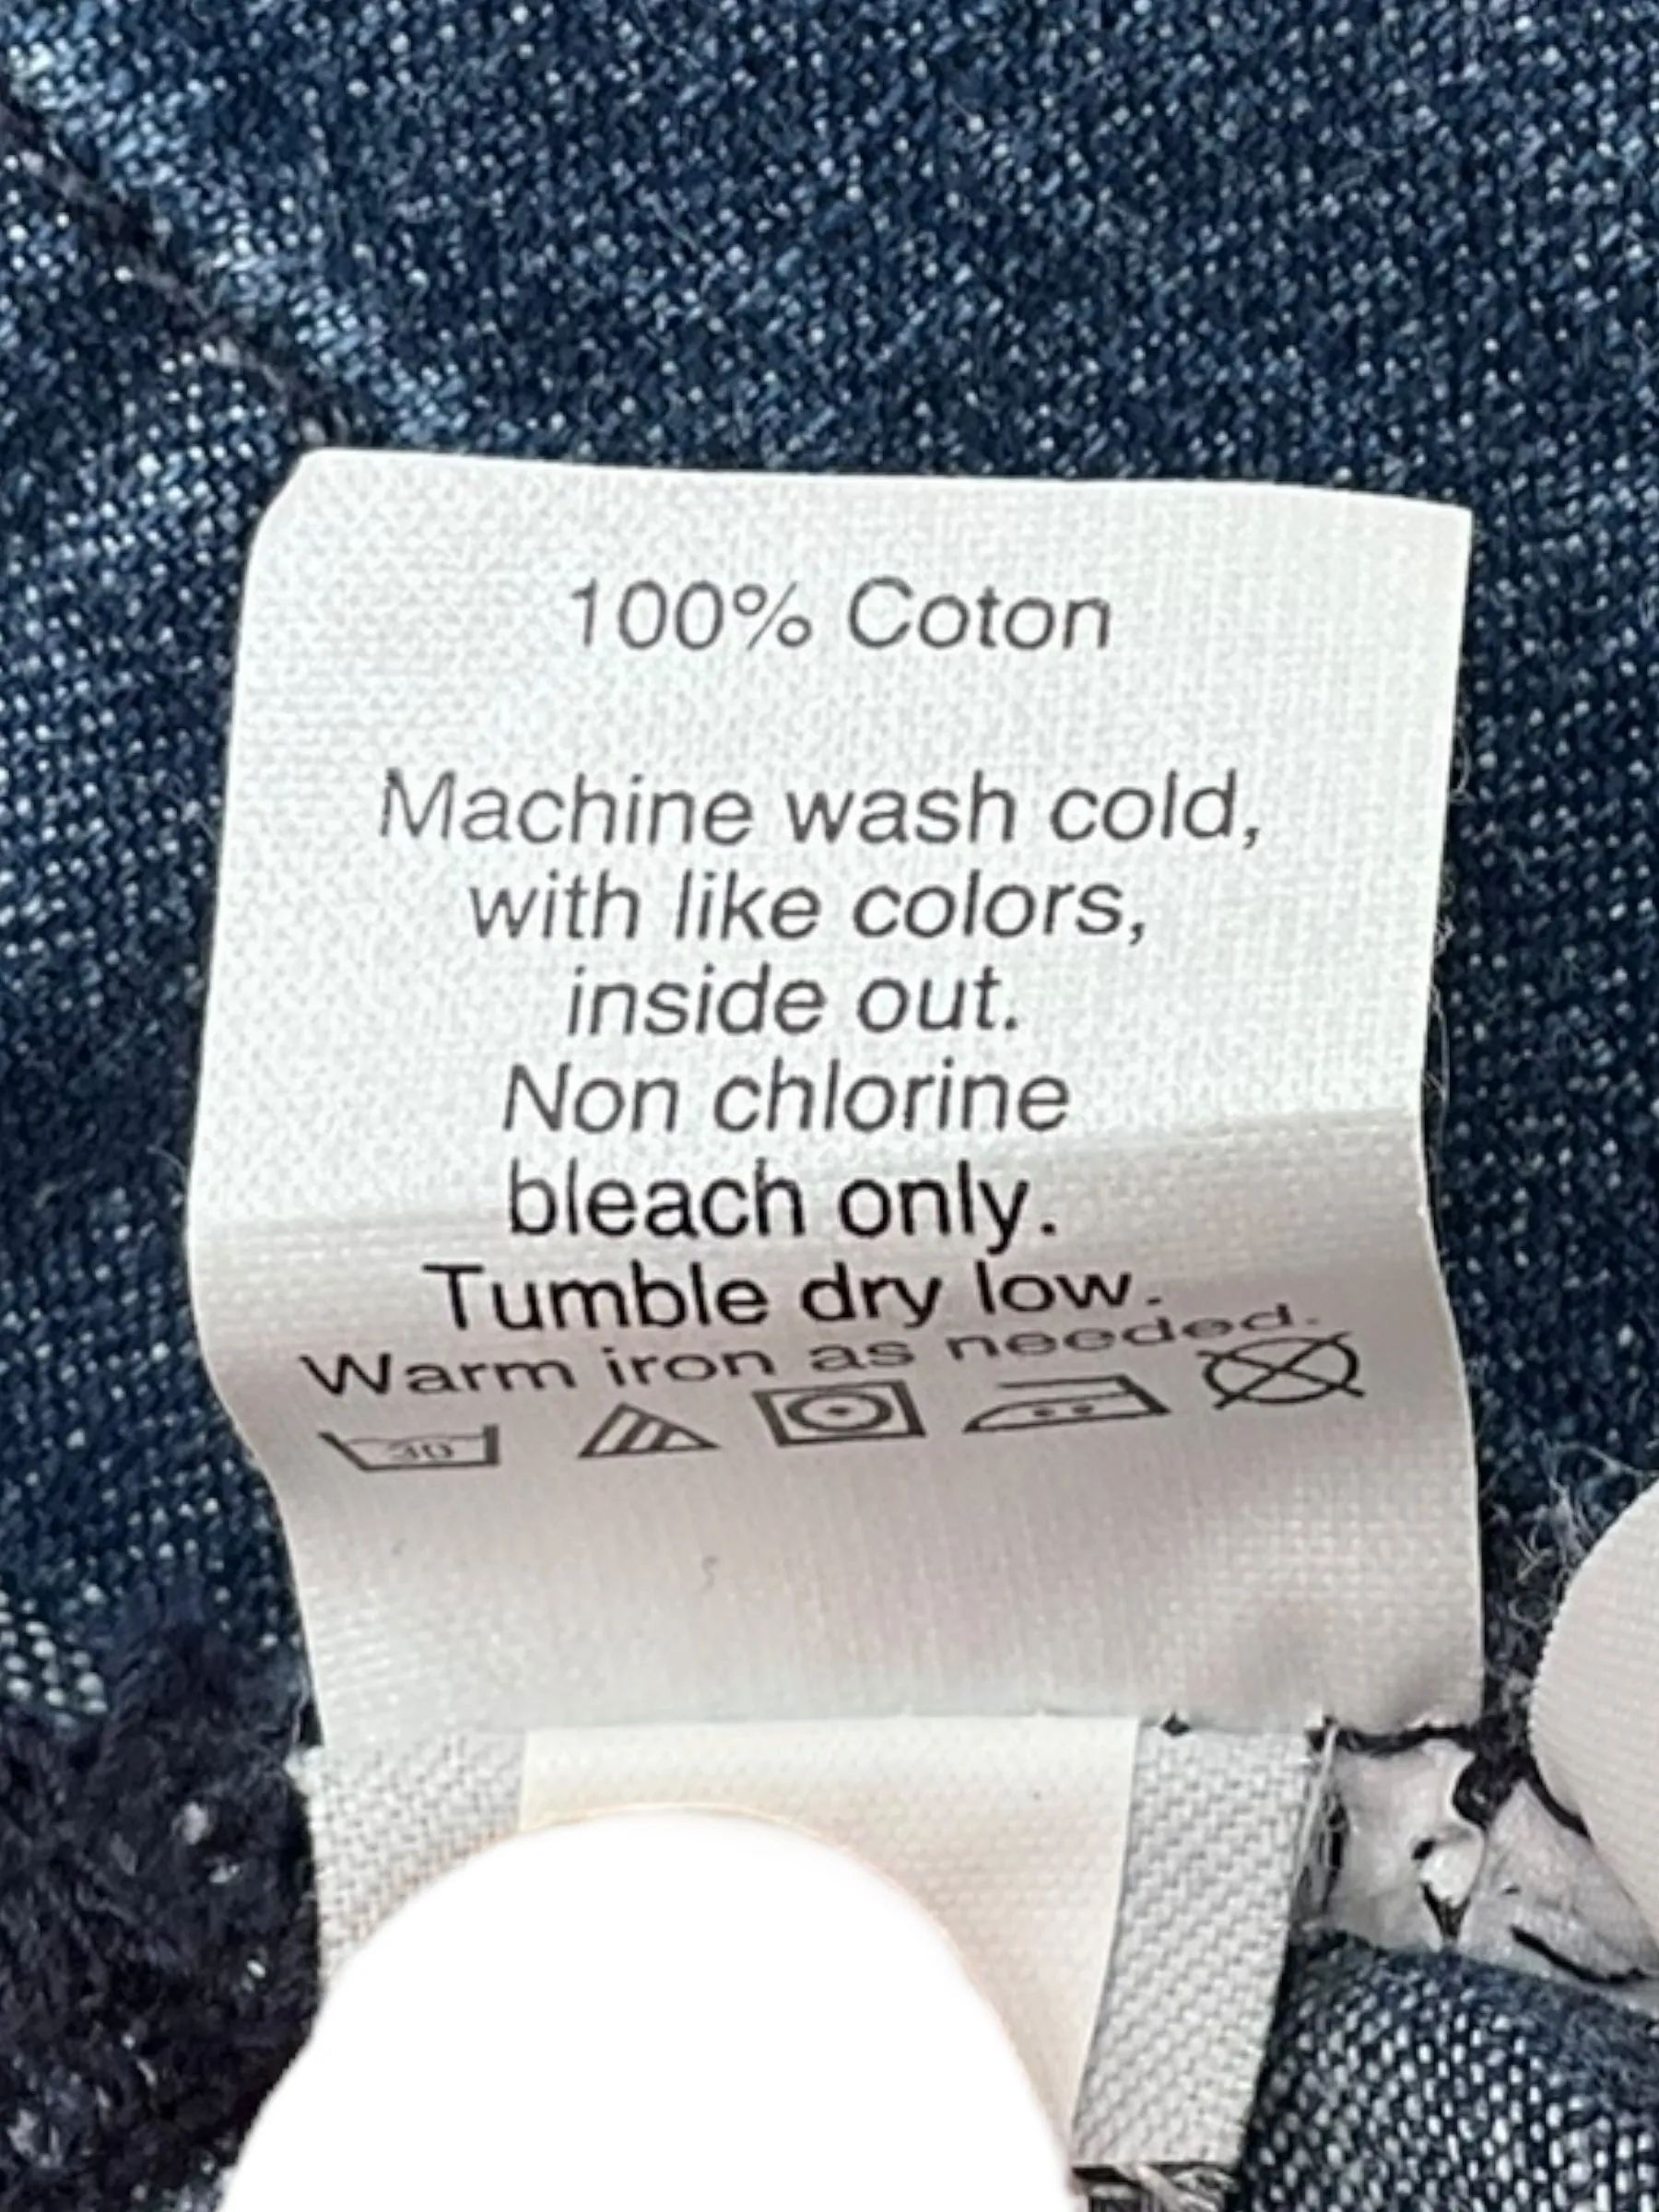 100% Coton
Machine wash cold,
with like colors,
inside out.
Non chlorine
bleach only.
Tumble dry low.
Warm iron as needed.
30